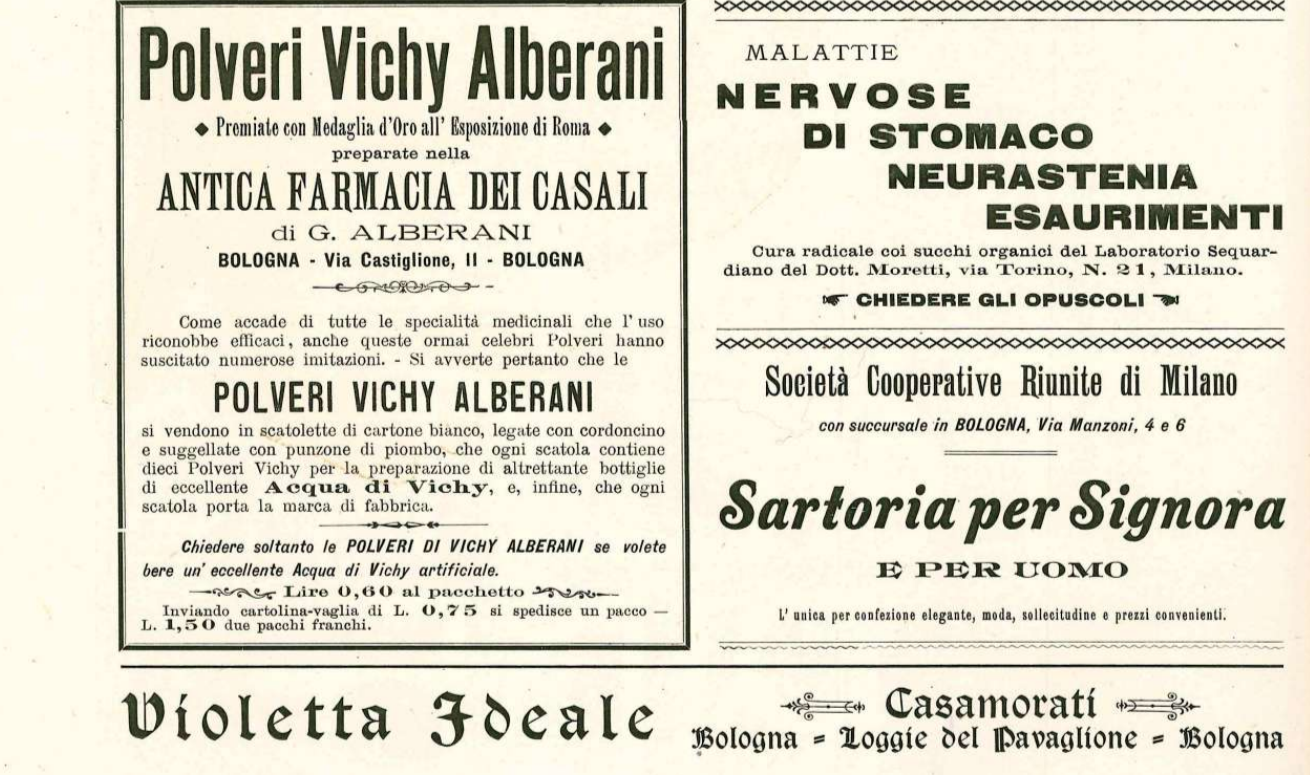 Polveri Vichy Alberani
Premiate con Medaglia d'Oro all' Esposizione di Roma
preparate nella
ANTICA FARMACIA DEI CASALI
di G. ALBERANI
BOLOGNA - Via Castiglione, 11 - BOLOGNA
Come accade di tutte le specialità medicinali che l' uso
riconobbe efficaci, anche queste ormai celebri Polveri hanno
suscitato numerose imitazioni. - Si avverte pertanto che le
POLVERI VICHY ALBERANI
si vendono in scatolette di cartone bianco, legate con cordoncino
e suggellate con punzone di piombo, che ogni scatola contiene
dieci Polveri Vichy per la preparazione di altrettante bottiglie
di eccellente Acqua di Vichy, e, infine, che ogni
scatola porta la marca di fabbrica.
Chiedere soltanto le POLVERI DI VICHY ALBERANI se volete
bere un' eccellente Acqua di Vichy artificiale.
Lire 0,60 al pacchetto
Inviando cartolina-vaglia di L. 0,75 si spedisce un pacco —
L. 1,50 due pacchi franchi.
MALATTIE
NERVOSE
DI STOMACO
NEURASTENIA
ESAURIMENTI
Cura radicale coi succhi organici del Laboratorio Sequar-
diano del Dott. Moretti, via Torino, N. 21, Milano.
CHIEDERE GLI OPUSCOLI
Società Cooperative Riunite di Milano
con succursale in BOLOGNA, Via Manzoni, 4 e 6
Sartoria per Signora
E PER UOMO
L' unica per confezione elegante, moda, sollecitudine e prezzi convenienti.
Violetta Ideale
Casamorati
Bologna - Loggie del Pavaglione - Bologna